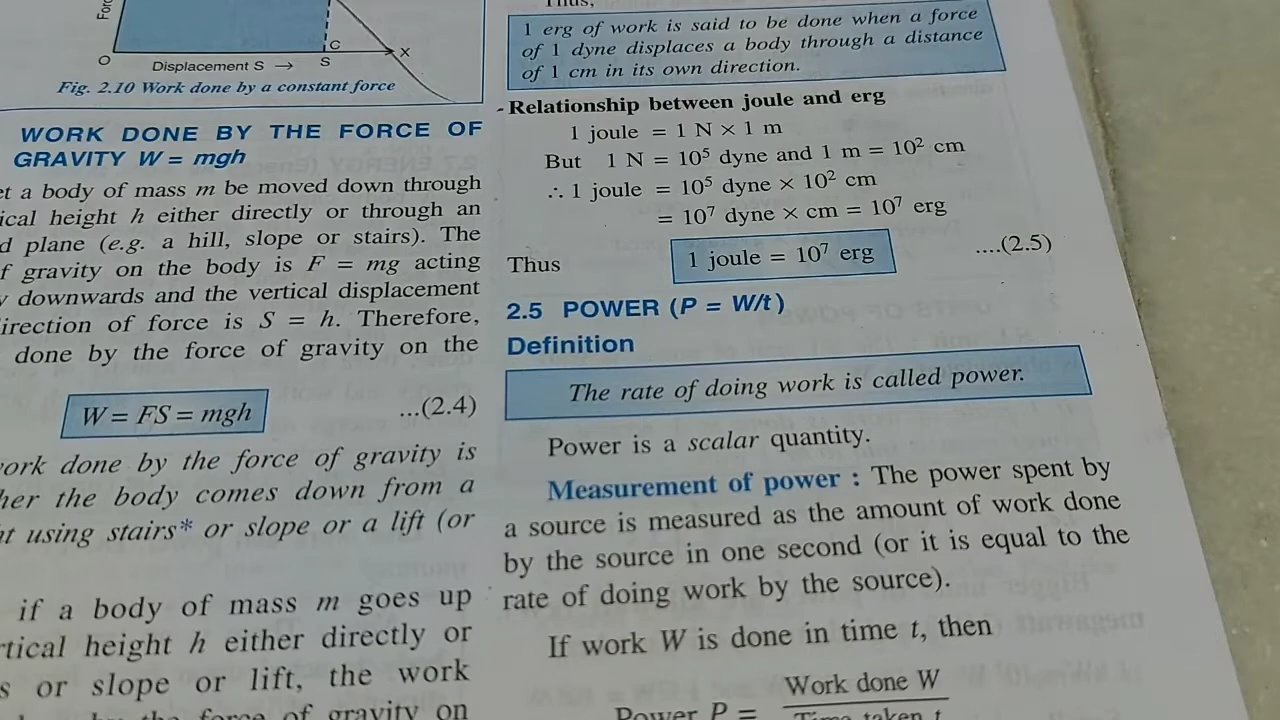 O
C
X
Displacement S →
S
Fig. 2.10 Work done by a constant force
WORK DONE BY THE FORCE OF
GRAVITY W = mgh
a body of mass m be moved down through
height h either directly or through an
plane (e.g. a hill, slope or stairs). The
gravity on the body is F = mg acting
downwards and the vertical displacement
of force is S = h. Therefore,
done by the force of gravity on the
W = FS = mgh ...(2.4)
done by the force of gravity is
the body comes down from a
using stairs* or slope or a lift (or
if a body of mass m goes up
height h either directly or
or slope or lift, the work
the force of gravity on
Thus,
1 erg of work is said to be done when a force
of 1 dyne displaces a body through a distance
of 1 cm in its own direction.
Relationship between joule and erg
1 joule = 1 N × 1 m
But 1 N = 10⁵ dyne and 1 m = 10² cm
∴ 1 joule = 10⁵ dyne × 10² cm
= 10⁷ dyne × cm = 10⁷ erg
Thus 1 joule = 10⁷ erg ....(2.5)
2.5 POWER (P = W/t)
Definition
The rate of doing work is called power.
Power is a scalar quantity.
Measurement of power : The power spent by
a source is measured as the amount of work done
by the source in one second (or it is equal to the
rate of doing work by the source).
If work W is done in time t, then
Work done W
Power P =
Time taken t